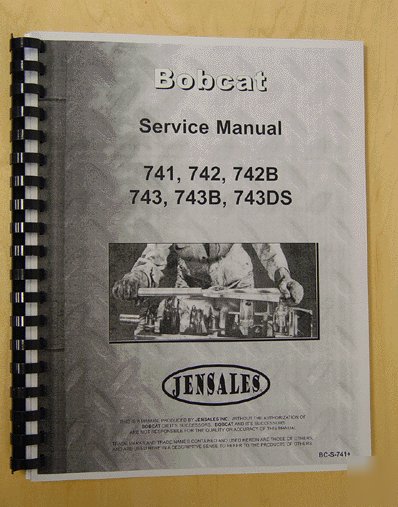 Bobcat
Service Manual
741, 742, 742B
743, 743B, 743DS
JENSALES
THIS IS A MANUAL PRODUCED BY JENSALES INC. WITHOUT THE AUTHORIZATION OF
BOBCAT OR IT'S SUCCESSORS. BOBCAT AND IT'S SUCCESSORS
ARE NOT RESPONSIBLE FOR THE QUALITY OR ACCURACY OF THIS MANUAL.
TRADE MARKS AND TRADE NAMES CONTAINED AND USED HEREIN ARE THOSE OF OTHERS,
AND ARE USED HERE IN A DESCRIPTIVE SENSE TO REFER TO THE PRODUCTS OF OTHERS.
BC-S-741+